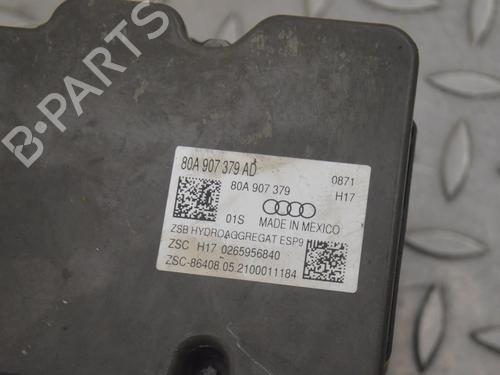 B-PARTS
80A 907 379 AD
80A 907 379
0871
H17
01S
MADE IN MEXICO
ZSB HYDROAGGREGAT ESP9
ZSC H17 0265956840
ZSC-86408.05.2100011184